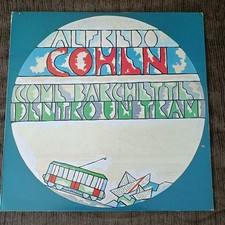 ALFREDO
COHEN
COME BARCHETTE
DENTRO UN TRAM